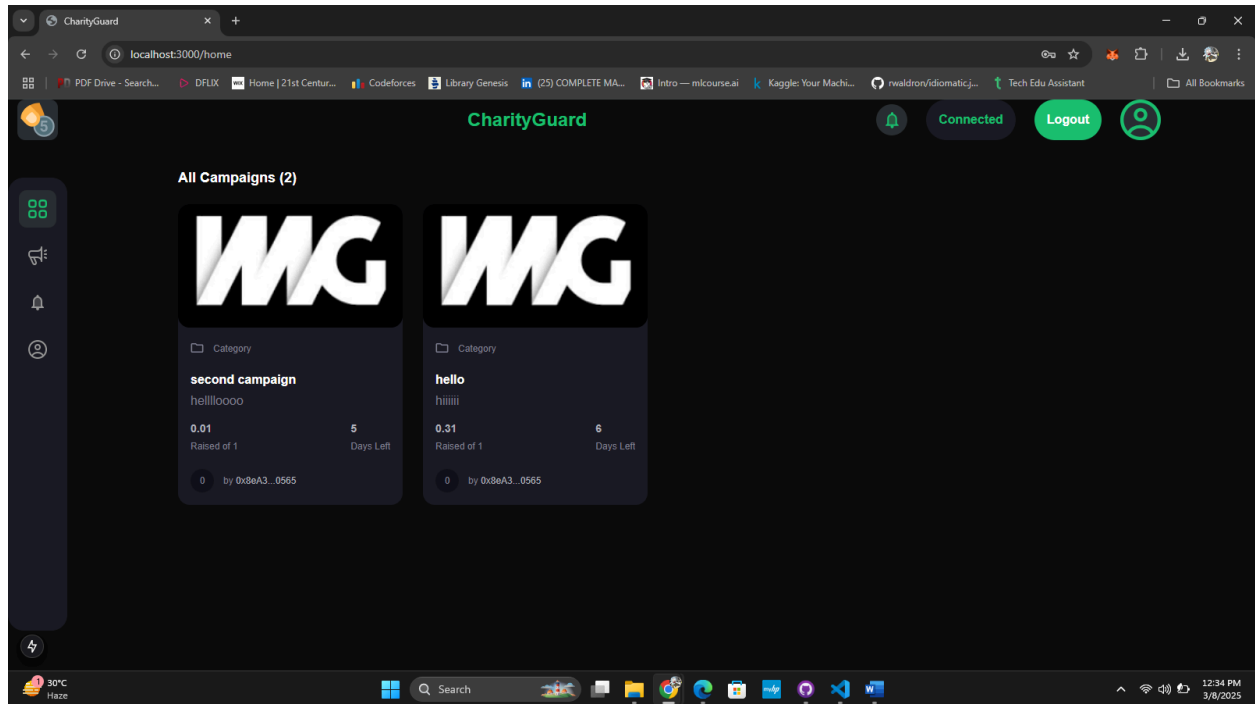 CharityGuard
localhost:3000/home
PDF Drive - Search... DFLIX Home | 21st Centur... Codeforces Library Genesis (25) COMPLETE MA... Intro — mlcourse.ai Kaggle: Your Machi... rwaldron/idiomatic.j... Tech Edu Assistant All Bookmarks
5 CharityGuard Connected Logout
All Campaigns (2)
IMG IMG
Category Category
second campaign hello
helllloooo hiiiiii
0.01 5 0.31 6
Raised of 1 Days Left Raised of 1 Days Left
0 by 0x8eA3...0565 0 by 0x8eA3...0565
1 30°C Search 12:34 PM
Haze 3/8/2025